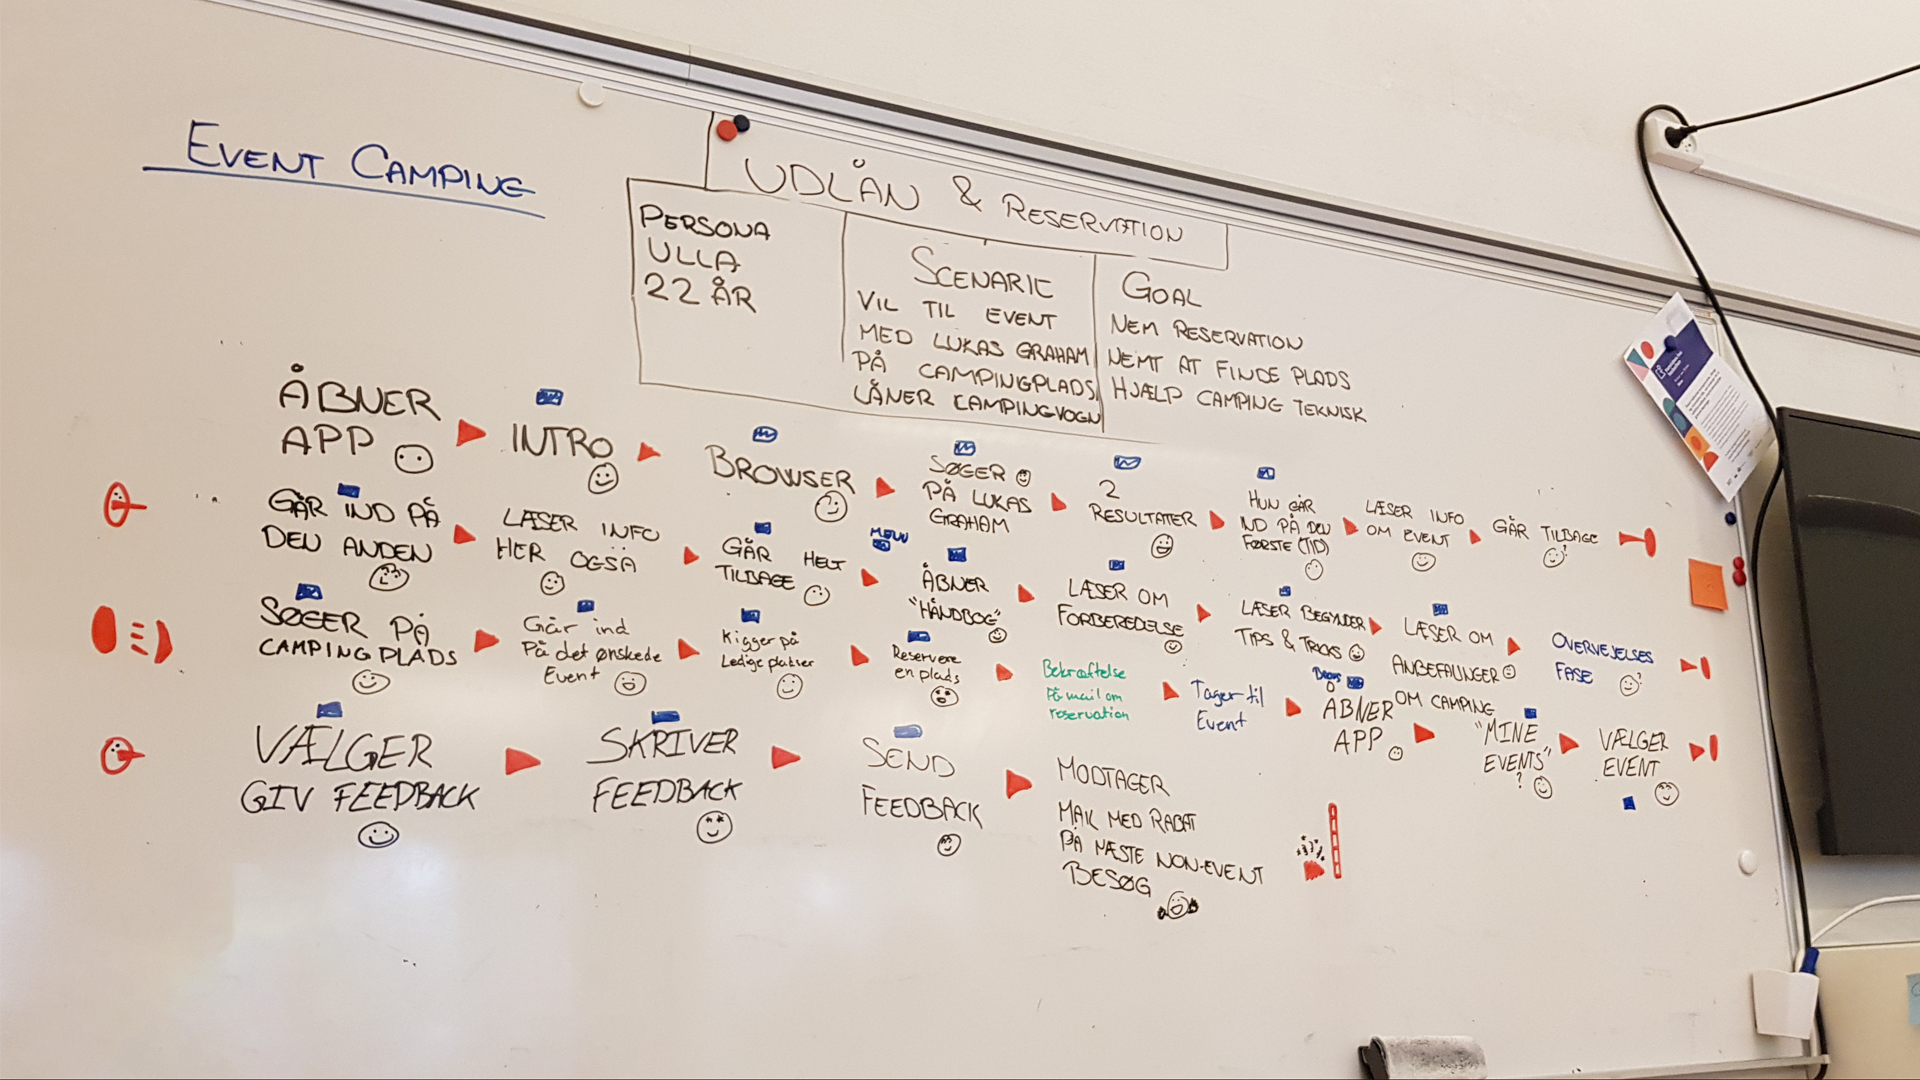 EVENT CAMPING
UDLÅN & RESERVATION
PERSONA
ULLA
22 ÅR
SCENARIE
VIL TIL EVENT
MED LUKAS GRAHAM
PÅ CAMPINGPLADS
LÅNER CAMPINGVOGN
GOAL
NEM RESERVATION
NEMT AT FINDE PLADS
HJÆLP CAMPING TEKNISK
ÅBNER
APP
INTRO
BROWSER
SØGER
PÅ LUKAS
GRAHAM
2
RESULTATER
HUN GÅR
IND PÅ DEN
FØRSTE (TID)
LÆSER INFO
OM EVENT
GÅR TILBAGE
GÅR IND PÅ
DEN ANDEN
LÆSER INFO
HER OGSÅ
GÅR HELT
TILBAGE
MENU
ÅBNER
"HÅNDBOG"
LÆSER OM
FORBEREDELSE
LÆSER BEGYNDER
TIPS & TRICKS
LÆSER OM
ANBEFALINGER
OM CAMPING
OVERVEJELSES
FASE
SØGER PÅ
CAMPINGPLADS
Går ind
På det ønskede
Event
Kigger på
Ledige pladser
Reservere
en plads
Bekræftelse
På mail om
reservation
Tager til
Event
ÅBNER
APP
"MINE
EVENTS"
?
VÆLGER
EVENT
VÆLGER
GIV FEEDBACK
SKRIVER
FEEDBACK
SEND
FEEDBACK
MODTAGER
MAIL MED RABAT
PÅ NÆSTE NON-EVENT
BESØG